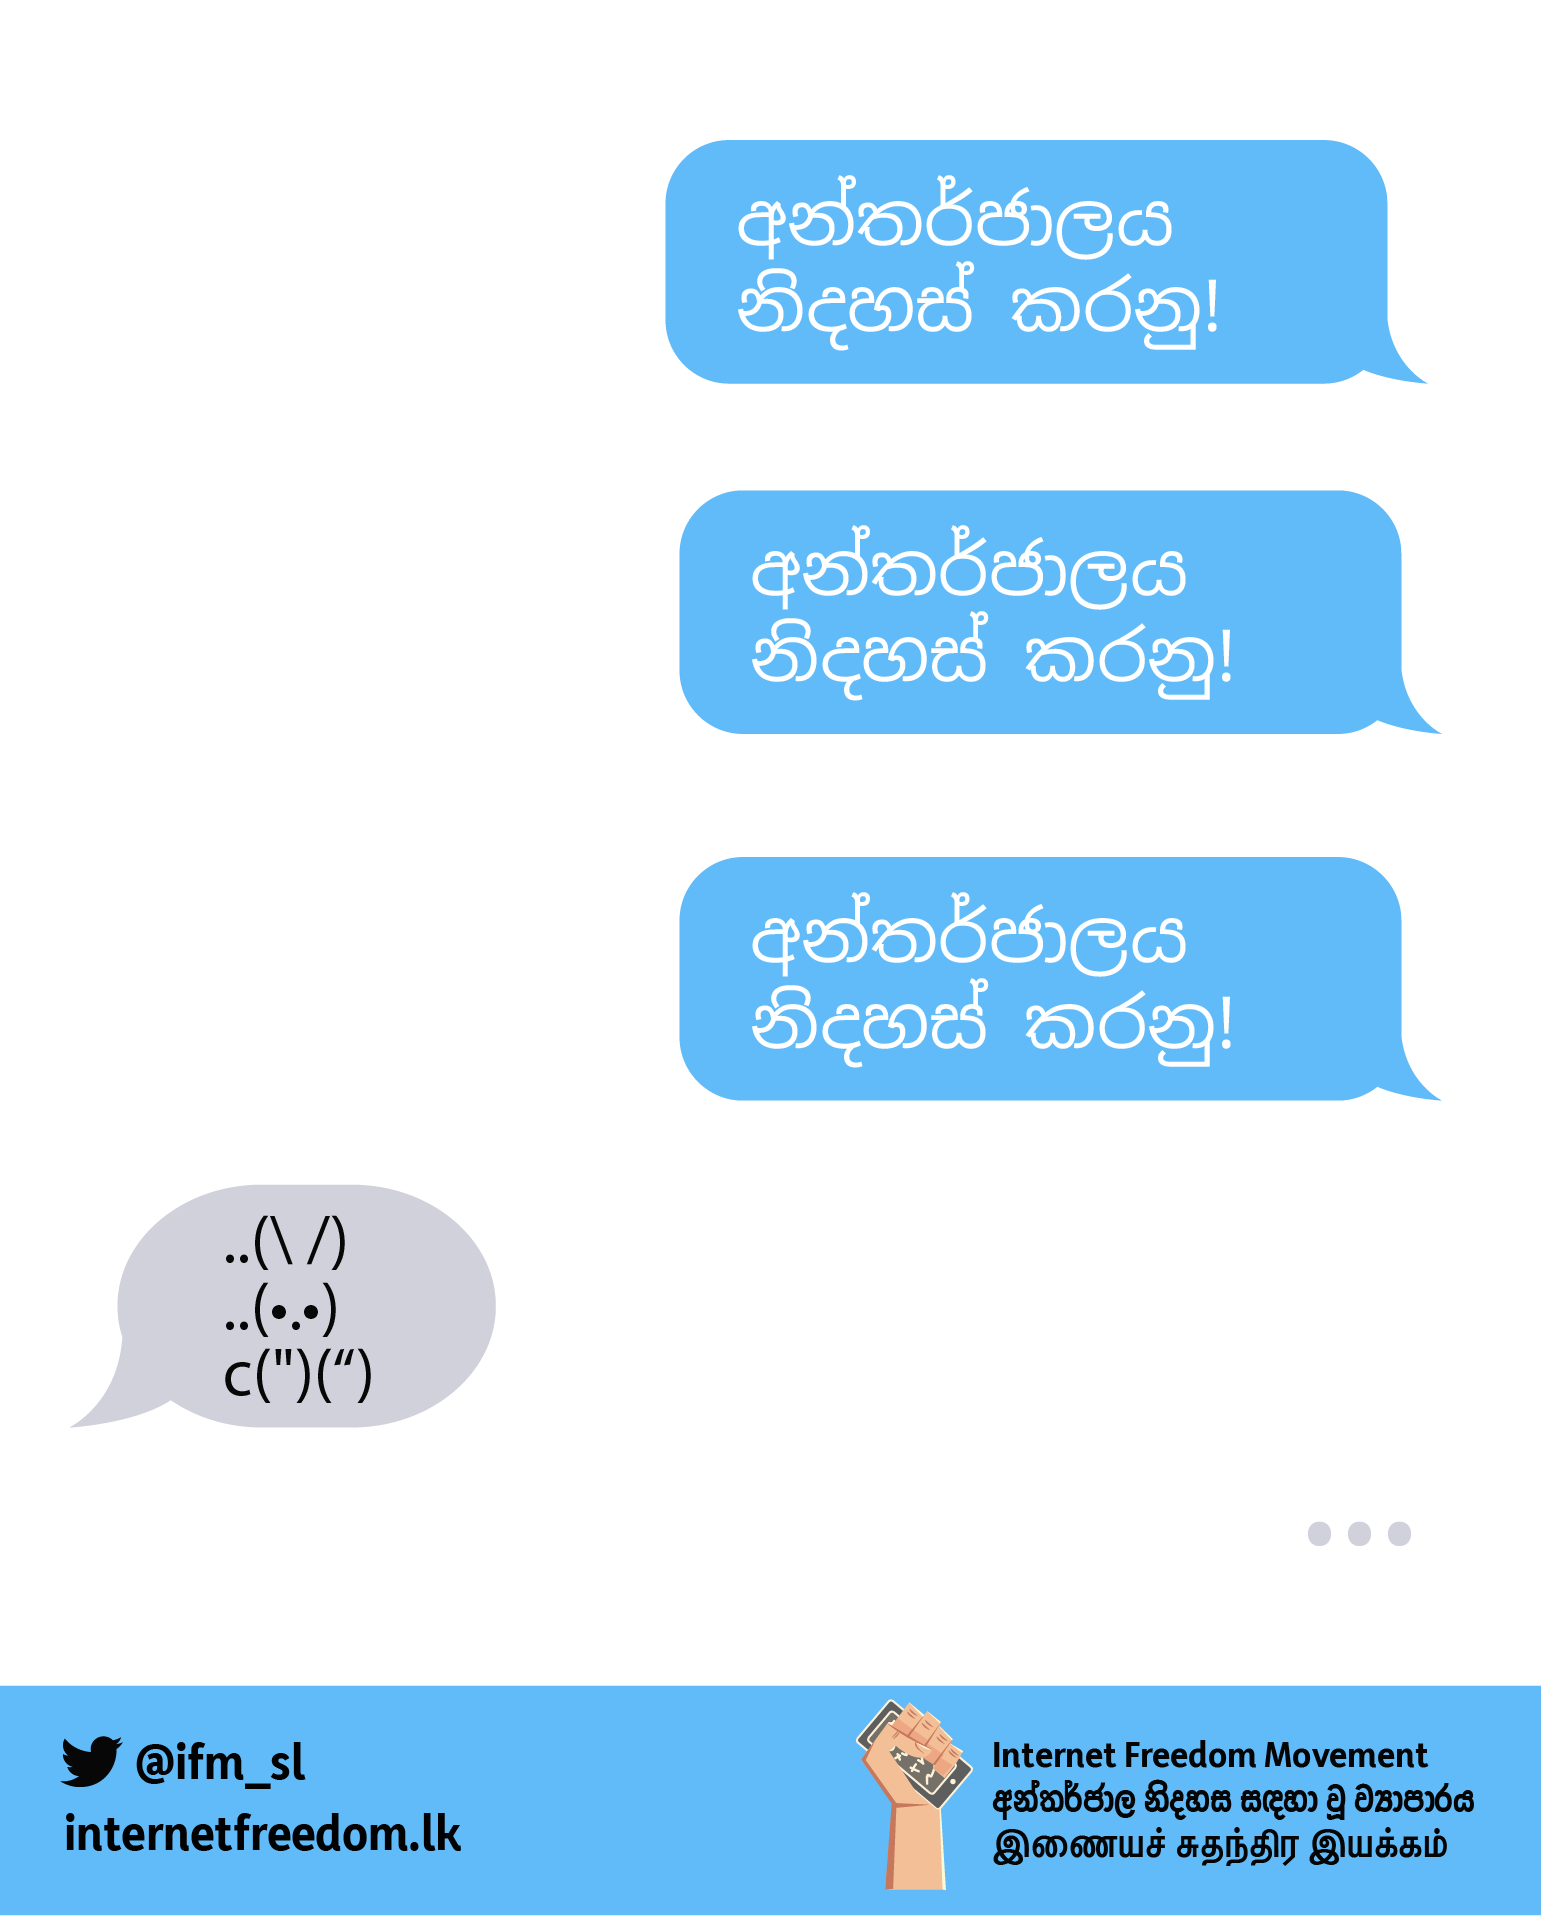 අන්තර්ජාලය
නිදහස් කරනු!
අන්තර්ජාලය
නිදහස් කරනු!
අන්තර්ජාලය
නිදහස් කරනු!
..(\ /)
..(•.•)
c(")(“)
@ifm_sl
internetfreedom.lk
Internet Freedom Movement
අන්තර්ජාල නිදහස සඳහා වූ ව්‍යාපාරය
இணையச் சுதந்திர இயக்கம்